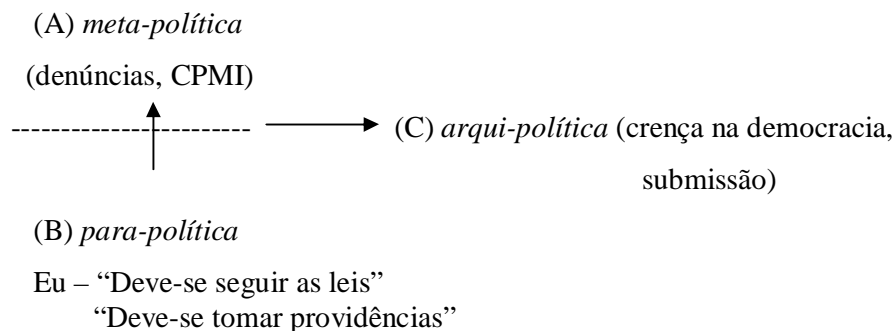 (A) meta-política
(denúncias, CPMI)
(C) arqui-política (crença na democracia,
submissão)
(B) para-política
Eu – “Deve-se seguir as leis”
“Deve-se tomar providências”